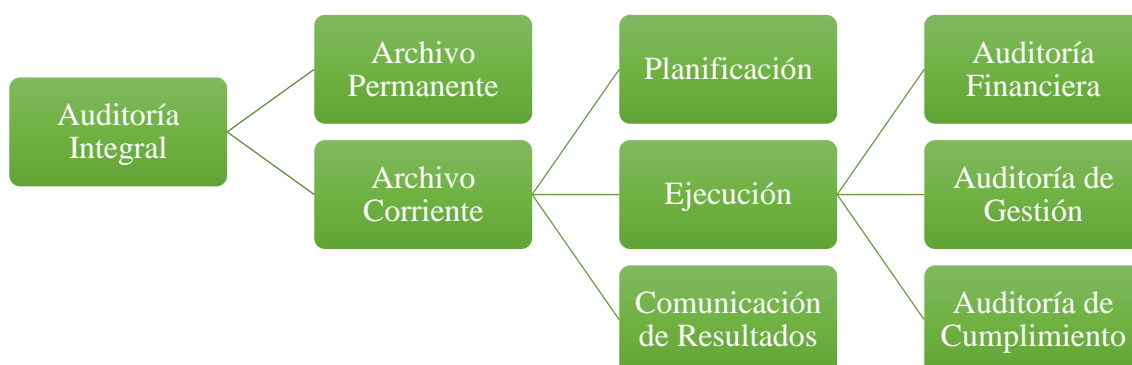 Auditoría
Integral
Archivo
Permanente
Archivo
Corriente
Planificación
Ejecución
Comunicación
de Resultados
Auditoría
Financiera
Auditoría de
Gestión
Auditoría de
Cumplimiento